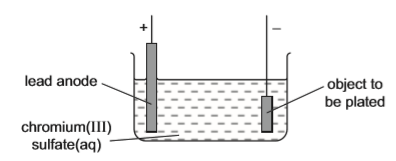 +
–
lead anode
object to
be plated
chromium(III)
sulfate(aq)